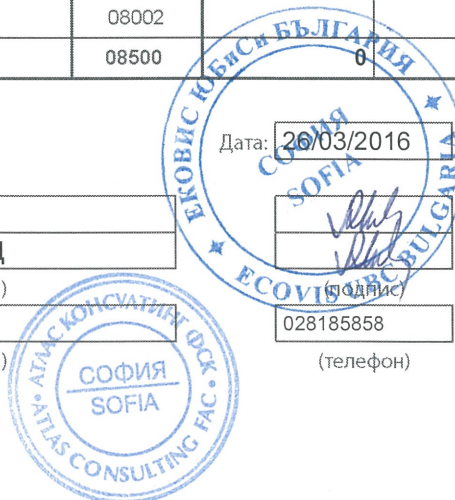 08002
08500 0
Дата: 26/03/2016
ЕКОВИС ЮБиСи БЪЛГАРИЯ
СОФИЯ
SOFIA
ECOVIS UBC BULGARIA
Д
) (подпис)
028185858
) (телефон)
АТЛАС КОНСУЛТИНГ ФСК
СОФИЯ
SOFIA
ATLAS CONSULTING FAC